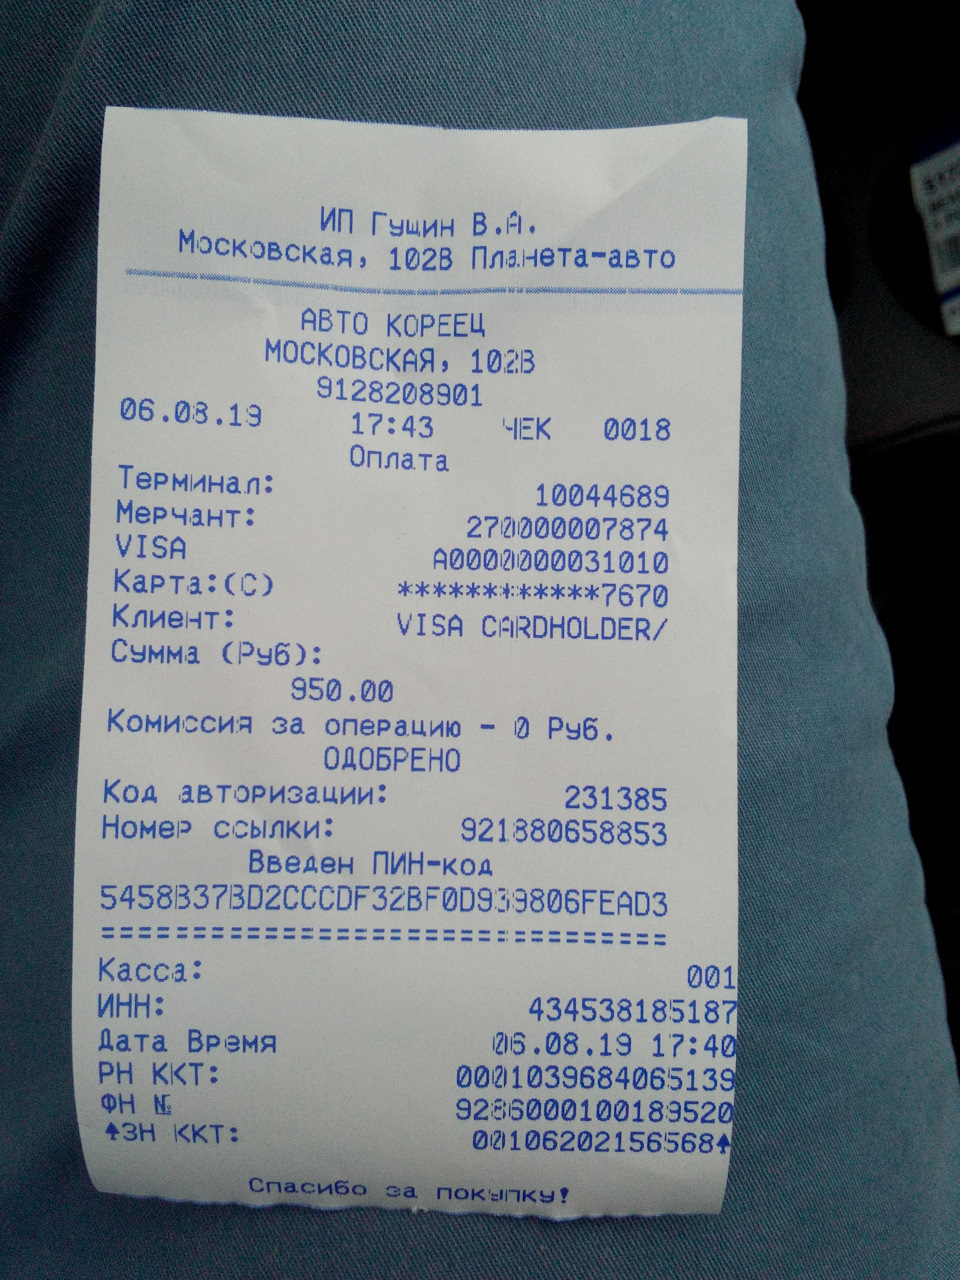 ИП Гущин В.А.
Московская, 102В Планета-авто
АВТО КОРЕЕЦ
МОСКОВСКАЯ, 102В
9128208901
06.08.19 17:43 ЧЕК 0018
Оплата
Терминал: 10044689
Мерчант: 270000007874
VISA A0000000031010
Карта:(C) ************7670
Клиент: VISA CARDHOLDER/
Сумма (Руб):
950.00
Комиссия за операцию - 0 Руб.
ОДОБРЕНО
Код авторизации: 231385
Номер ссылки: 921880658853
Введен ПИН-код
5458B37BD2CCCDF32BF0D939806FEAD3
================================
Касса: 001
ИНН: 434538185187
Дата Время 06.08.19 17:40
РН ККТ: 0001039684065139
ФН № 9286000100189520
↑ЗН ККТ: 00106202156568↑
Спасибо за покупку!